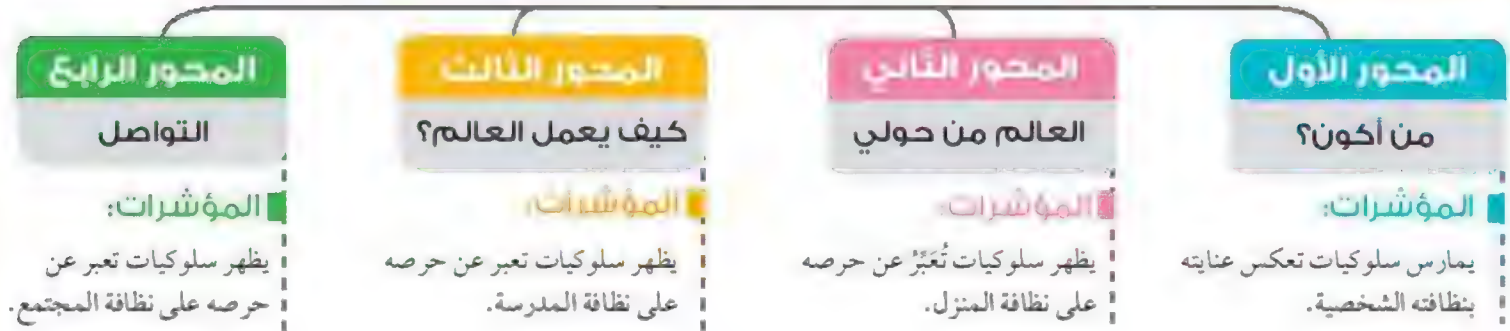 المحور الأول
من أكون؟
المؤشرات:
يمارس سلوكيات تعكس عنايته
بنظافته الشخصية.
المحور الثاني
العالم من حولي
المؤشرات:
يظهر سلوكيات تُعَبِّرُ عن حرصه
على نظافة المنزل.
المحور الثالث
كيف يعمل العالم؟
المؤشرات:
يظهر سلوكيات تعبر عن حرصه
على نظافة المدرسة.
المحور الرابع
التواصل
المؤشرات:
يظهر سلوكيات تعبر عن
حرصه على نظافة المجتمع.